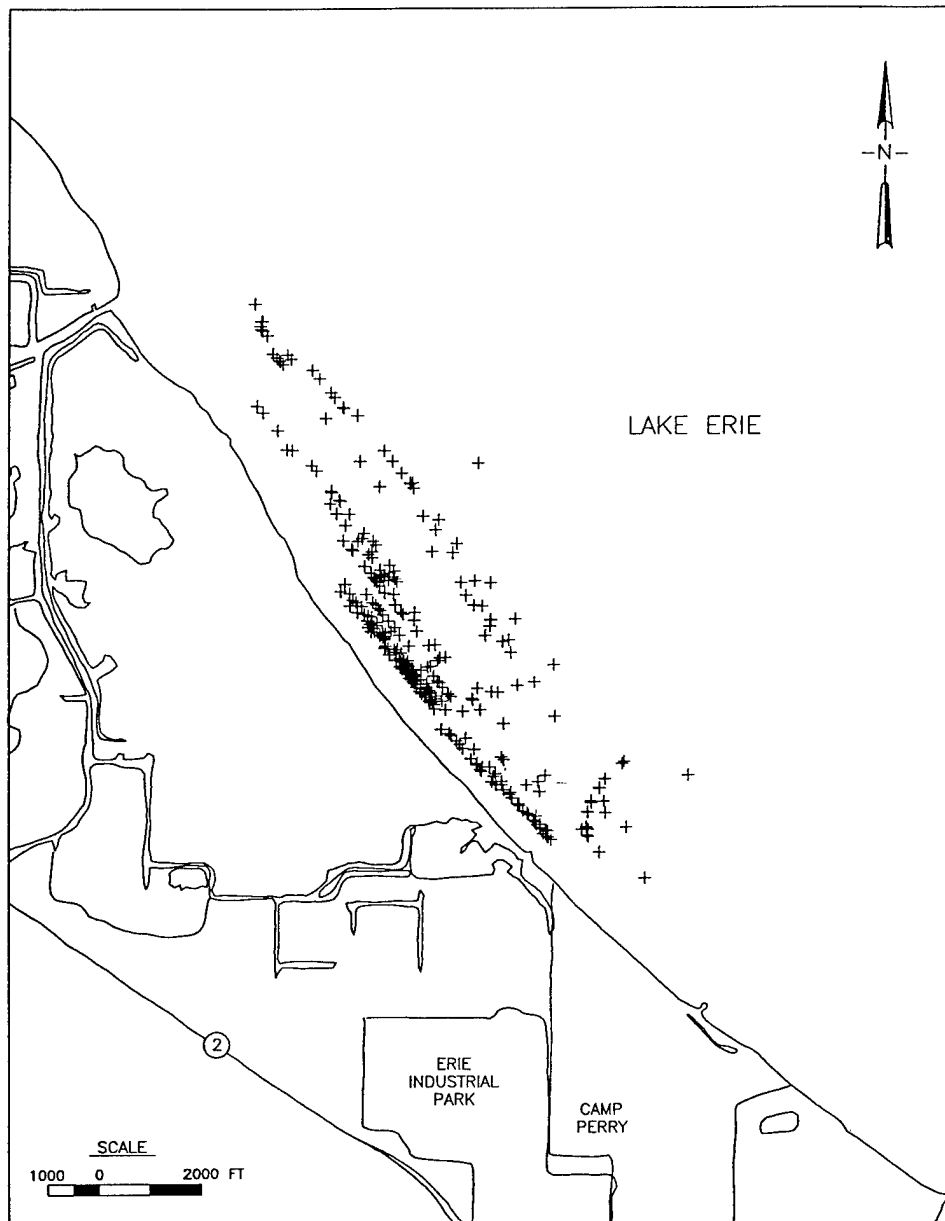 -N-
LAKE ERIE
2
ERIE
INDUSTRIAL
PARK
CAMP
PERRY
SCALE
1000 0 2000 FT